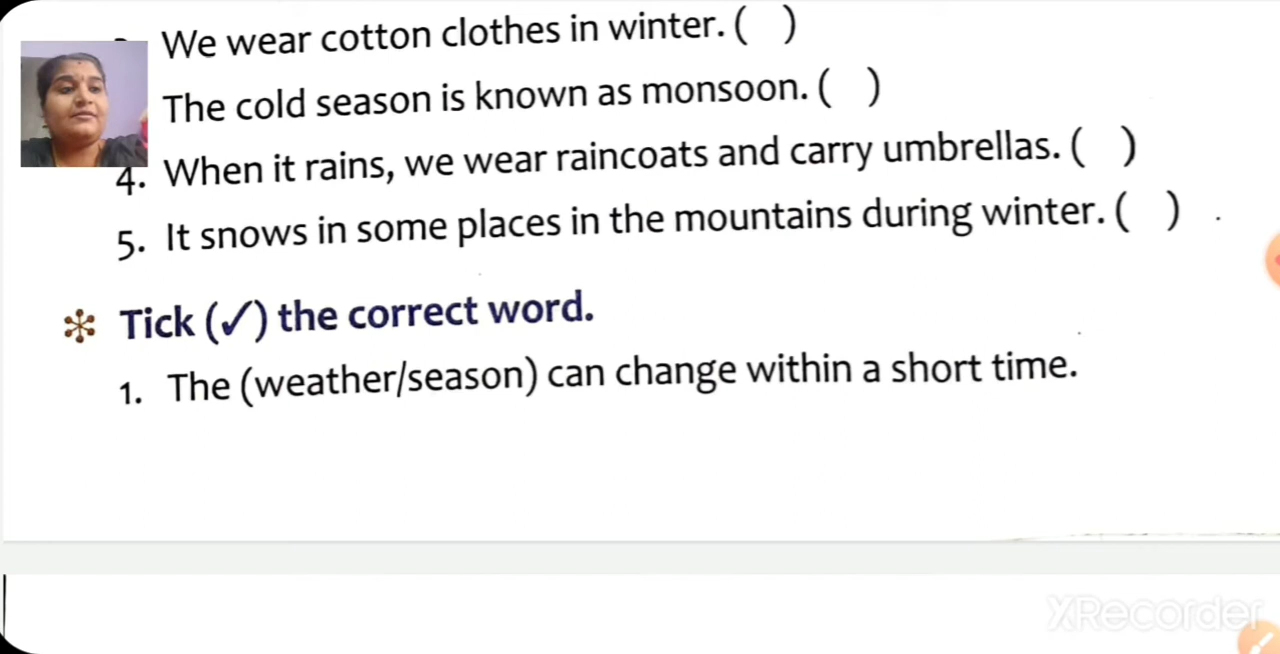 We wear cotton clothes in winter. ( )
The cold season is known as monsoon. ( )
4. When it rains, we wear raincoats and carry umbrellas. ( )
5. It snows in some places in the mountains during winter. ( )
Tick (✓) the correct word.
1. The (weather/season) can change within a short time.
XRecorder